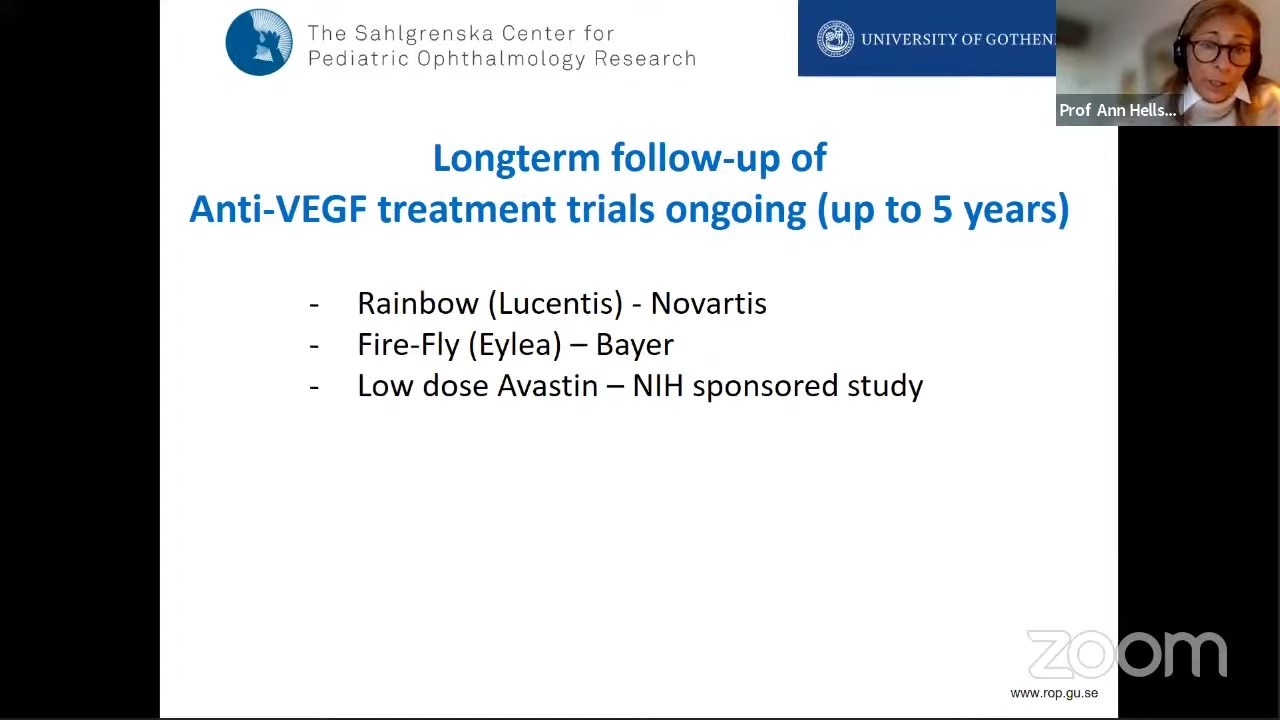 The Sahlgrenska Center for
Pediatric Ophthalmology Research
UNIVERSITY OF GOTHEN
Prof Ann Hells...
Longterm follow-up of
Anti-VEGF treatment trials ongoing (up to 5 years)
- Rainbow (Lucentis) - Novartis
- Fire-Fly (Eylea) – Bayer
- Low dose Avastin – NIH sponsored study
zoom
www.rop.gu.se